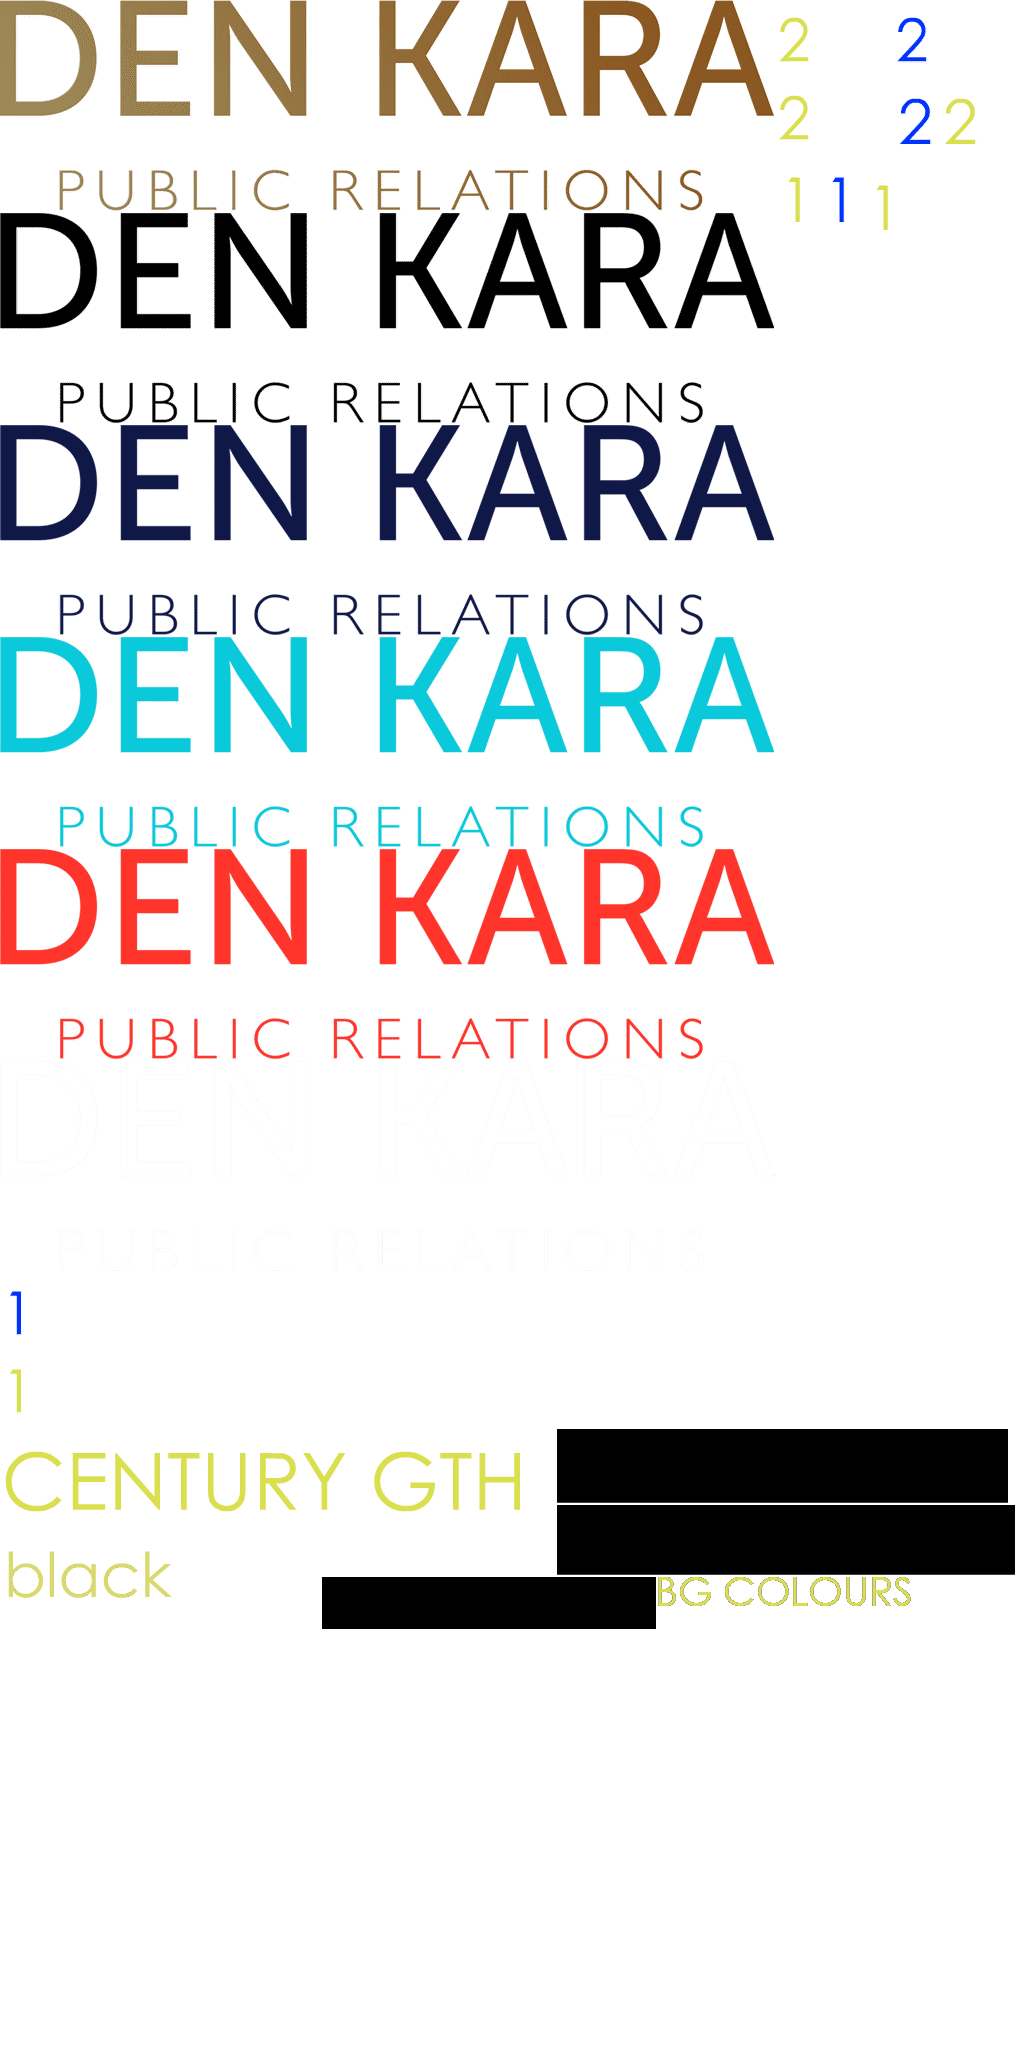 DEN KARA 2 2
2 2 2
PUBLIC RELATIONS 1 1 1
DEN KARA
PUBLIC RELATIONS
DEN KARA
PUBLIC RELATIONS
DEN KARA
PUBLIC RELATIONS
DEN KARA
PUBLIC RELATIONS
DEN KARA
PUBLIC RELATIONS
1
1
CENTURY GTH
black
BG COLOURS